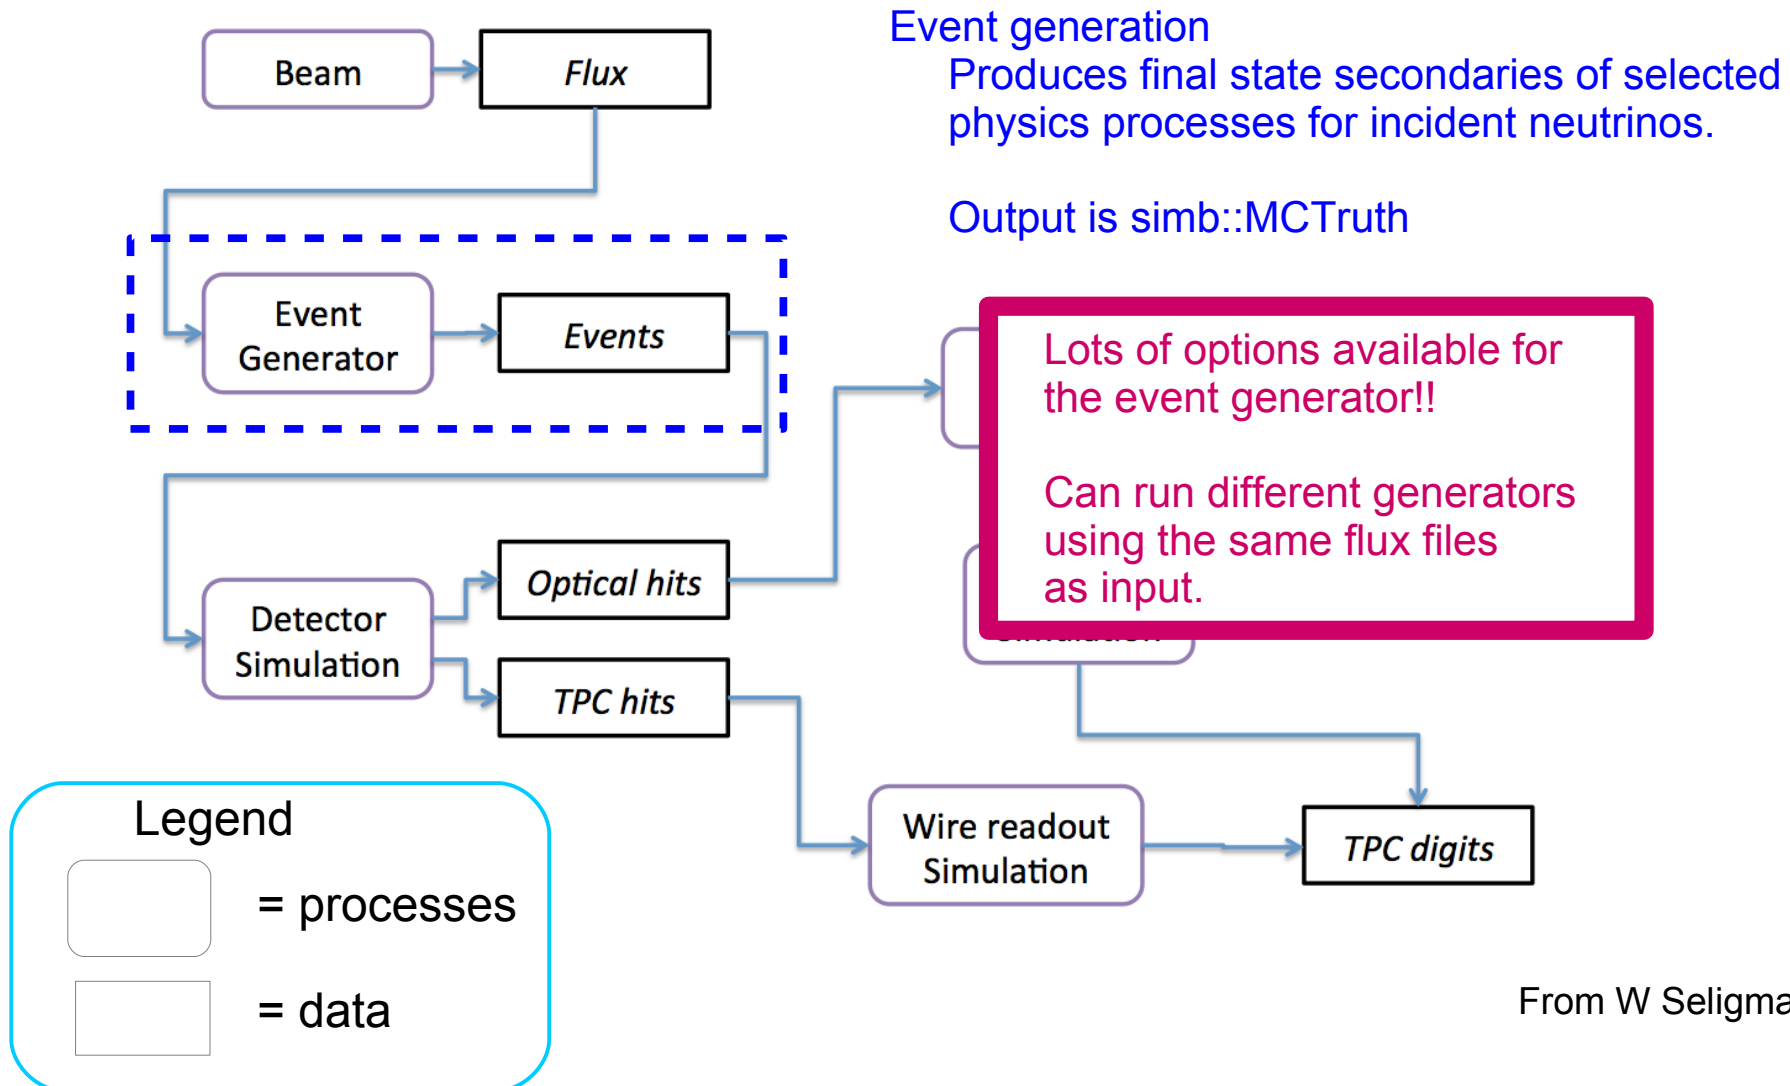 Event generation
Produces final state secondaries of selected
physics processes for incident neutrinos.
Output is simb::MCTruth
Beam
Flux
Event
Generator
Events
Lots of options available for
the event generator!!
Can run different generators
using the same flux files
as input.
Detector
Simulation
Optical hits
TPC hits
Wire readout
Simulation
TPC digits
Legend
= processes
= data
From W